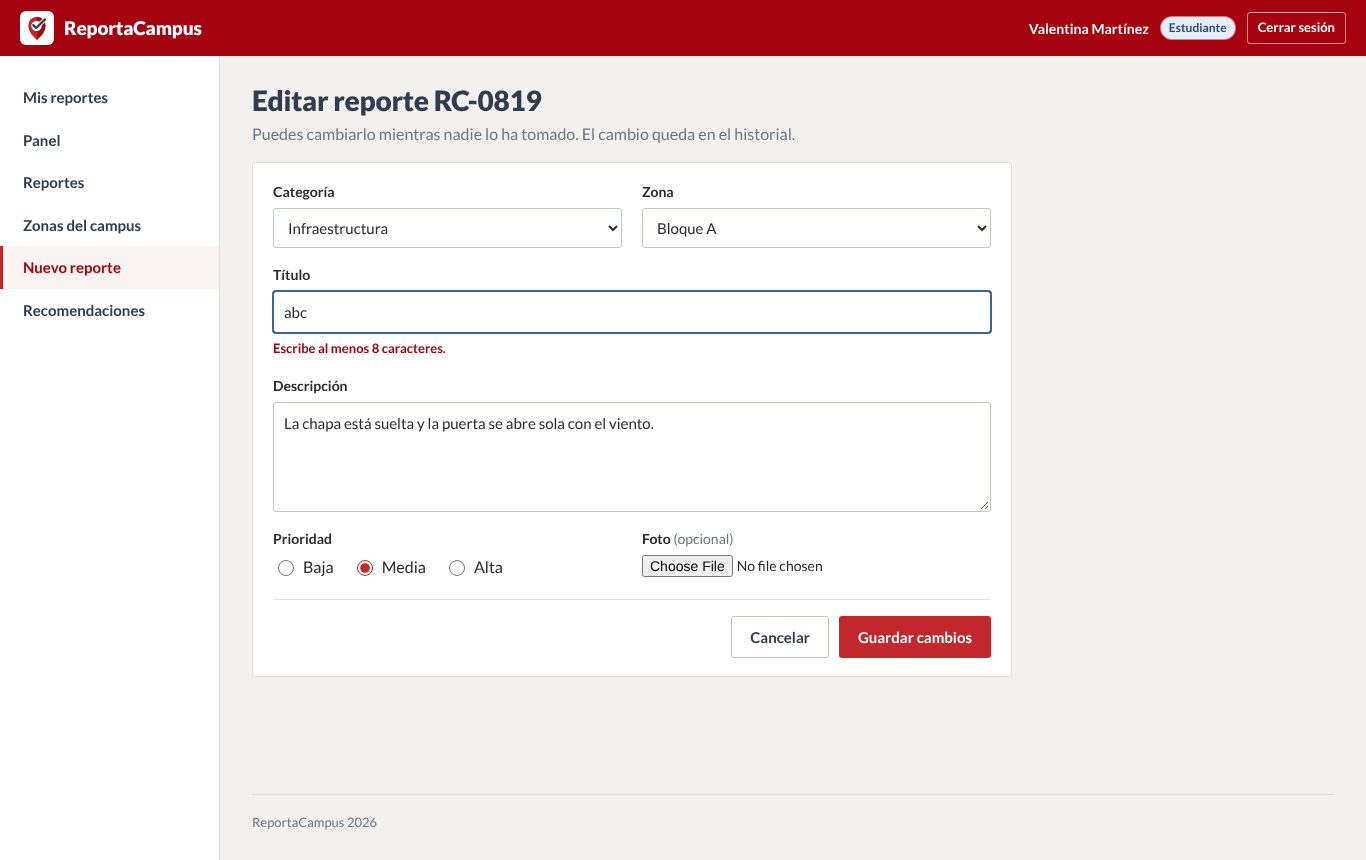 ReportaCampus
Valentina Martínez
Estudiante
Cerrar sesión
Mis reportes
Panel
Reportes
Zonas del campus
Nuevo reporte
Recomendaciones
Editar reporte RC-0819
Puedes cambiarlo mientras nadie lo ha tomado. El cambio queda en el historial.
Categoría
Infraestructura
Zona
Bloque A
Título
abc
Escribe al menos 8 caracteres.
Descripción
La chapa está suelta y la puerta se abre sola con el viento.
Prioridad
Baja
Media
Alta
Foto (opcional)
Choose File No file chosen
Cancelar
Guardar cambios
ReportaCampus 2026